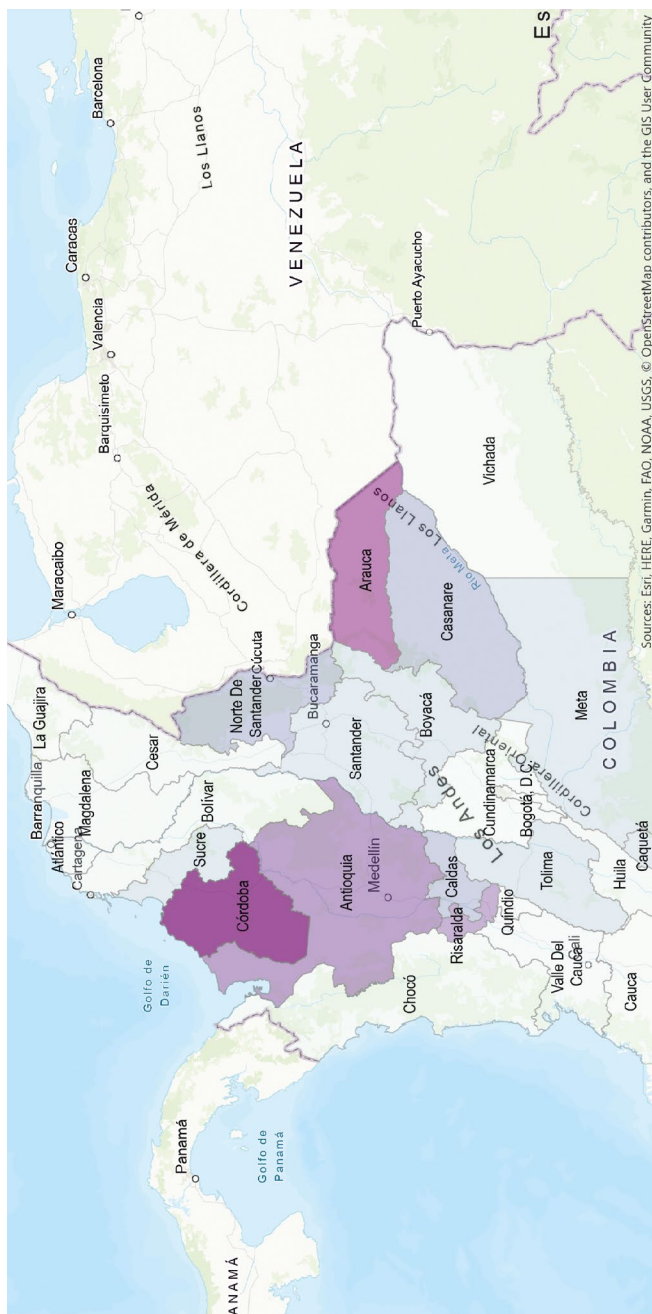 Barcelona
Caracas
Valencia
Barquisimeto
Maracaibo
Los Llanos
VENEZUELA
Cordillera de Mérida
Puerto Ayacucho
Es
Barranquilla
La Guajira
Atlántico
Magdalena
Cartagena
Cesar
Sucre
Bolívar
Norte De
Santander
Cúcuta
Bucaramanga
Córdoba
Antioquia
Medellín
Santander
Arauca
Los Llanos
Río Meta
Casanare
Vichada
Boyacá
Caldas
Risaralda
Quindío
Los Andes
Cundinamarca
Bogotá, D.C.
Cordillera Oriental
Tolima
Meta
COLOMBIA
Chocó
Valle Del
Cauca
Cali
Cauca
Huila
Caquetá
Golfo de
Darién
Panamá
Golfo de
Panamá
ANAMÁ
Sources: Esri, HERE, Garmin, FAO, NOAA, USGS, © OpenStreetMap contributors, and the GIS User Community